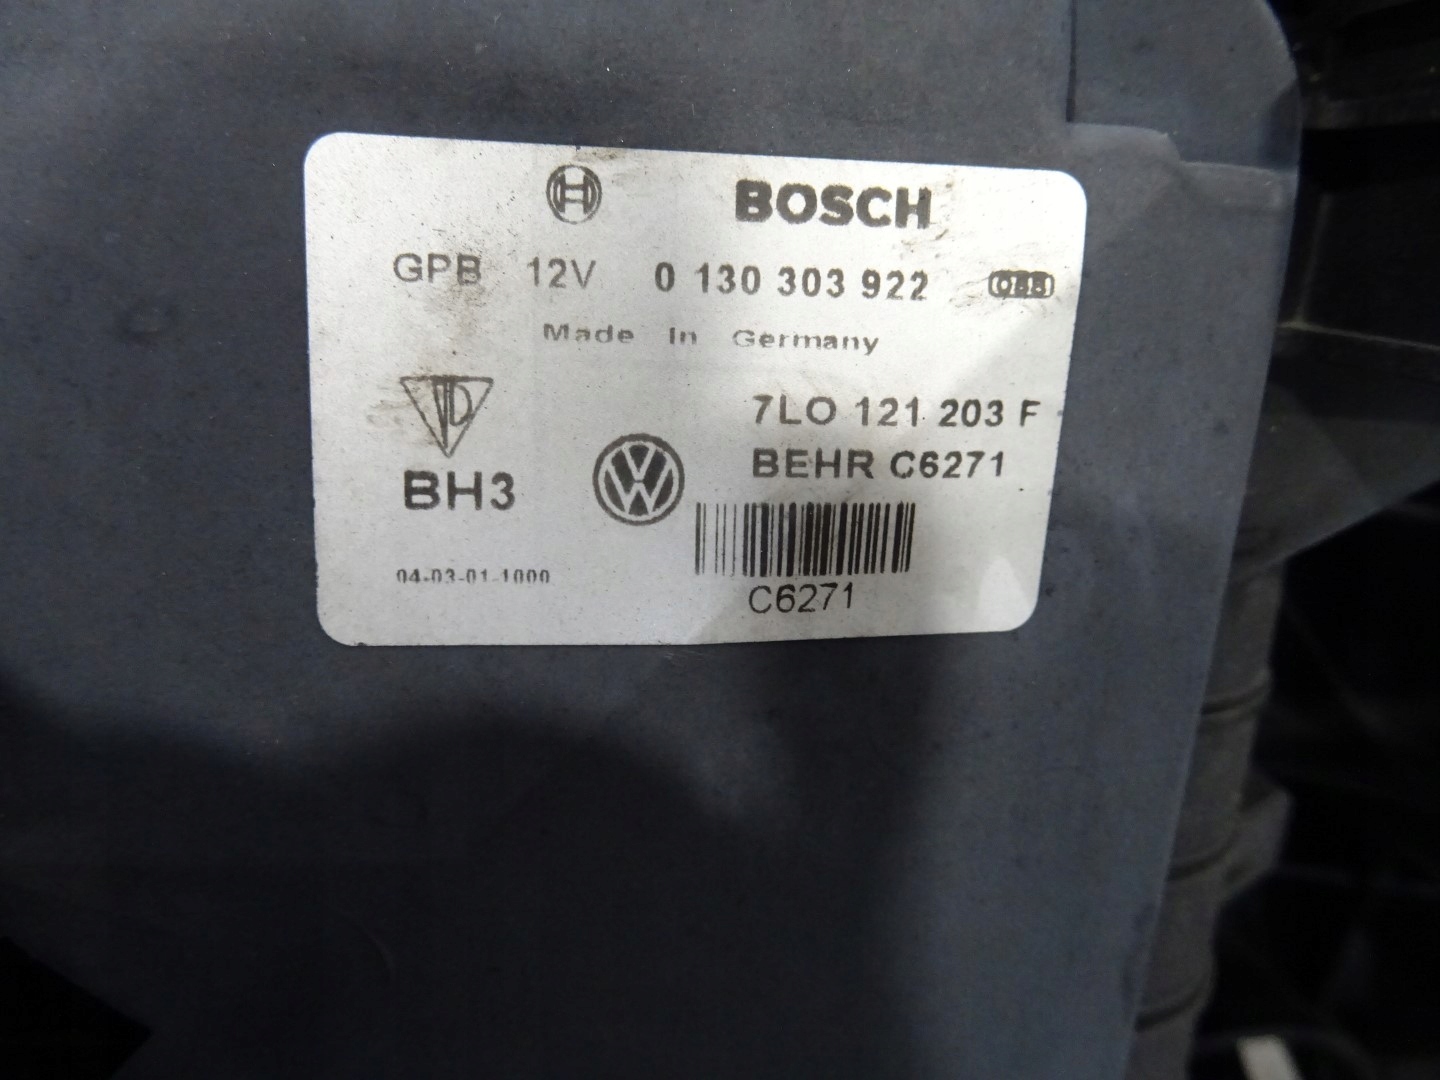 BOSCH
GPB 12V 0 130 303 922
Made In Germany
7LO 121 203 F
BEHR C6271
BH3
04-03-01-1000
C6271